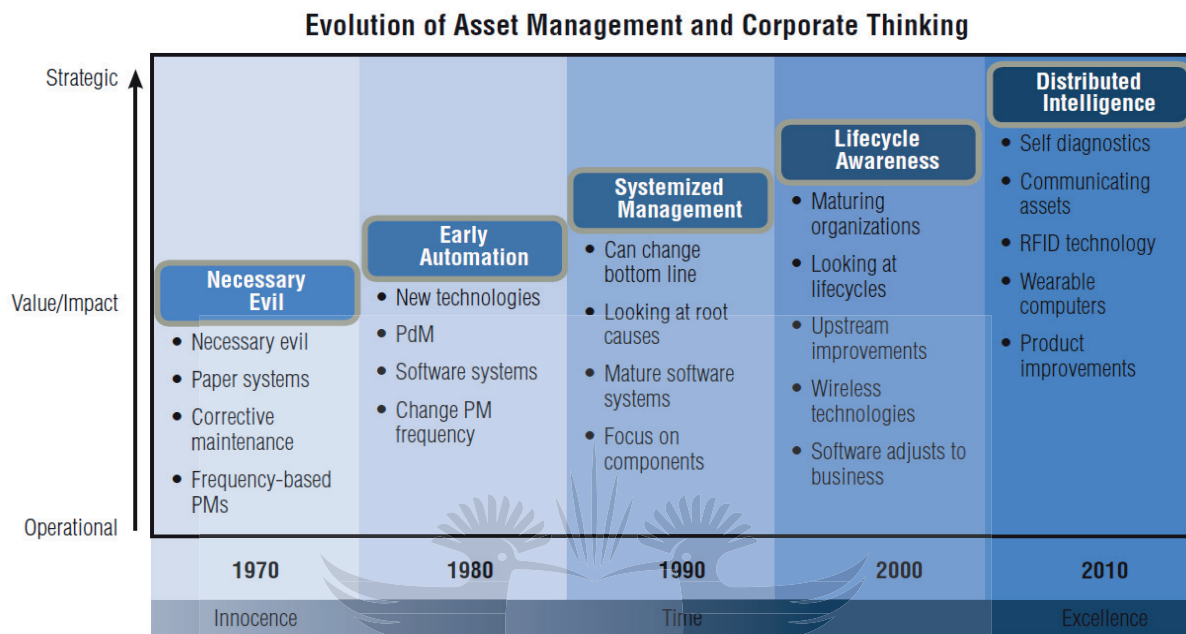 Evolution of Asset Management and Corporate Thinking
Strategic
Value/Impact
Operational
Necessary
Evil
• Necessary evil
• Paper systems
• Corrective
maintenance
• Frequency-based
PMs
Early
Automation
• New technologies
• PdM
• Software systems
• Change PM
frequency
Systemized
Management
• Can change
bottom line
• Looking at root
causes
• Mature software
systems
• Focus on
components
Lifecycle
Awareness
• Maturing
organizations
• Looking at
lifecycles
• Upstream
improvements
• Wireless
technologies
• Software adjusts to
business
Distributed
Intelligence
• Self diagnostics
• Communicating
assets
• RFID technology
• Wearable
computers
• Product
improvements
1970
1980
1990
2000
2010
Innocence
Time
Excellence